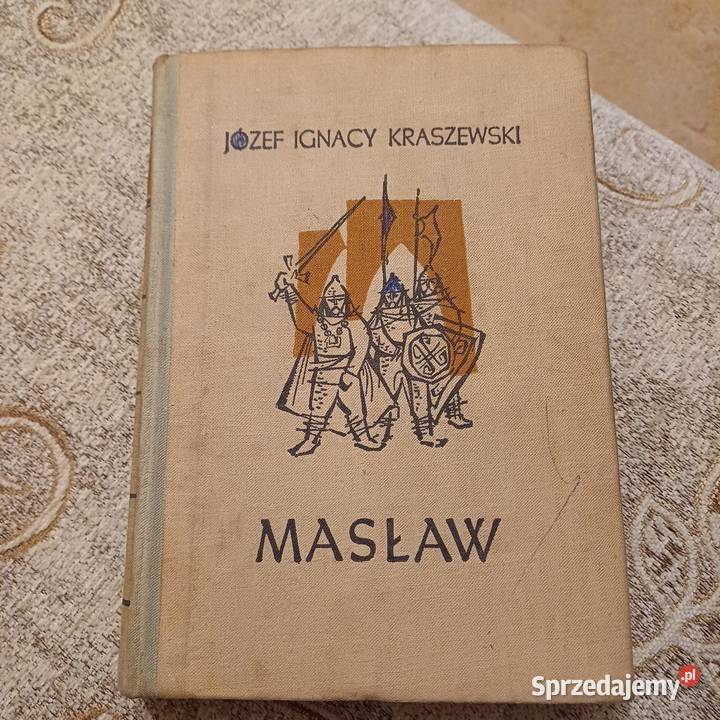 JÓZEF IGNACY KRASZEWSKI
MASŁAW
Sprzedajemy.pl